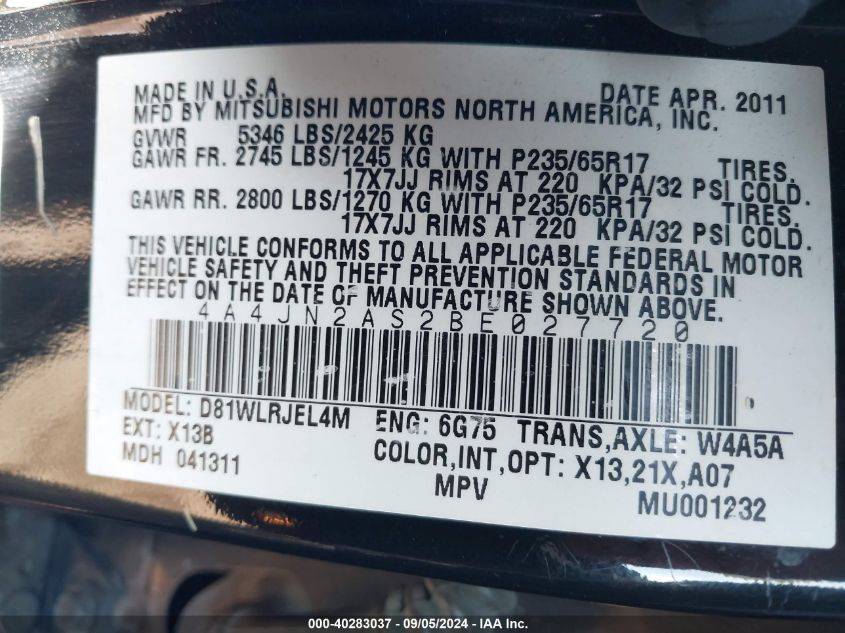 MADE IN U.S.A. DATE APR. 2011
MFD BY MITSUBISHI MOTORS NORTH AMERICA, INC.
GVWR 5346 LBS/2425 KG
GAWR FR. 2745 LBS/1245 KG WITH P235/65R17 TIRES.
17X7JJ RIMS AT 220 KPA/32 PSI COLD.
GAWR RR. 2800 LBS/1270 KG WITH P235/65R17 TIRES.
17X7JJ RIMS AT 220 KPA/32 PSI COLD.
THIS VEHICLE CONFORMS TO ALL APPLICABLE FEDERAL MOTOR
VEHICLE SAFETY AND THEFT PREVENTION STANDARDS IN
EFFECT ON THE DATE OF MANUFACTURE SHOWN ABOVE.
4A4JN2AS2BE027720
MODEL: D81WLRJEL4M ENG: 6G75 TRANS,AXLE: W4A5A
EXT: X13B COLOR,INT,OPT: X13,21X,A07
MDH 041311 MPV MU001232
000-40283037 - 09/05/2024 - IAA Inc.